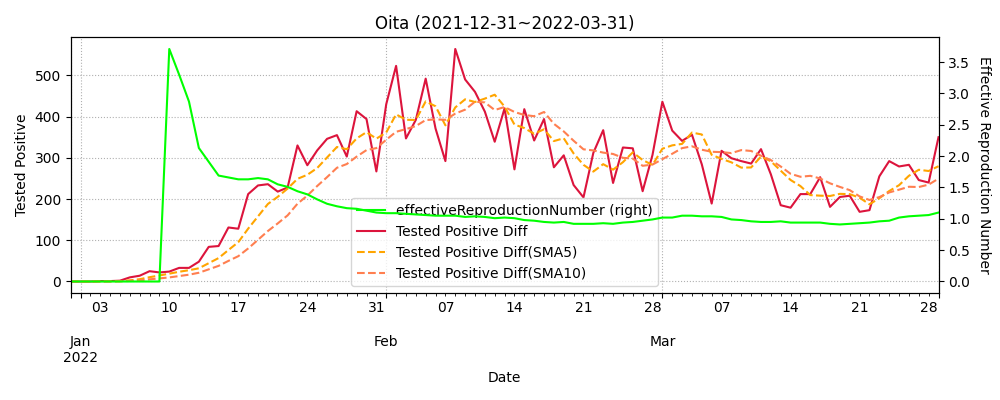 Oita (2021-12-31~2022-03-31)
Tested Positive
500
400
300
200
100
0
3.5
3.0
2.5
2.0
1.5
1.0
0.5
0.0
Effective Reproduction Number
effectiveReproductionNumber (right)
Tested Positive Diff
Tested Positive Diff(SMA5)
Tested Positive Diff(SMA10)
03 10 17 24 31 07 14 21 28 07 14 21 28
Jan Feb Mar
2022
Date